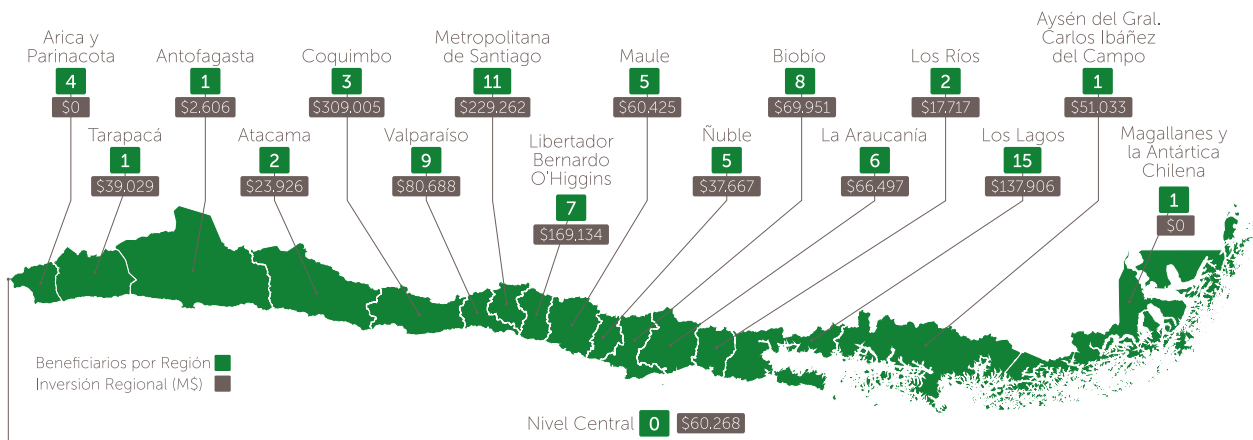 Arica y
Parinacota
4
$0
Tarapacá
1
$39.029
Antofagasta
1
$2.606
Atacama
2
$23.926
Coquimbo
3
$309.005
Valparaíso
9
$80.688
Metropolitana
de Santiago
11
$229.262
Libertador
Bernardo
O'Higgins
7
$169,134
Maule
5
$60.425
Ñuble
5
$37.667
Biobío
8
$69.951
La Araucanía
6
$66.497
Los Ríos
2
$17.717
Los Lagos
15
$137.906
Aysén del Gral.
Carlos Ibáñez
del Campo
1
$51.033
Magallanes y
la Antártica
Chilena
1
$0
Beneficiarios por Región
Inversión Regional (M$)
Nivel Central 0 $60.268